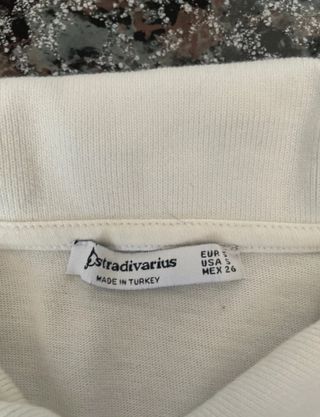 stradivarius
MADE IN TURKEY
EUR S
USA S
MEX 26